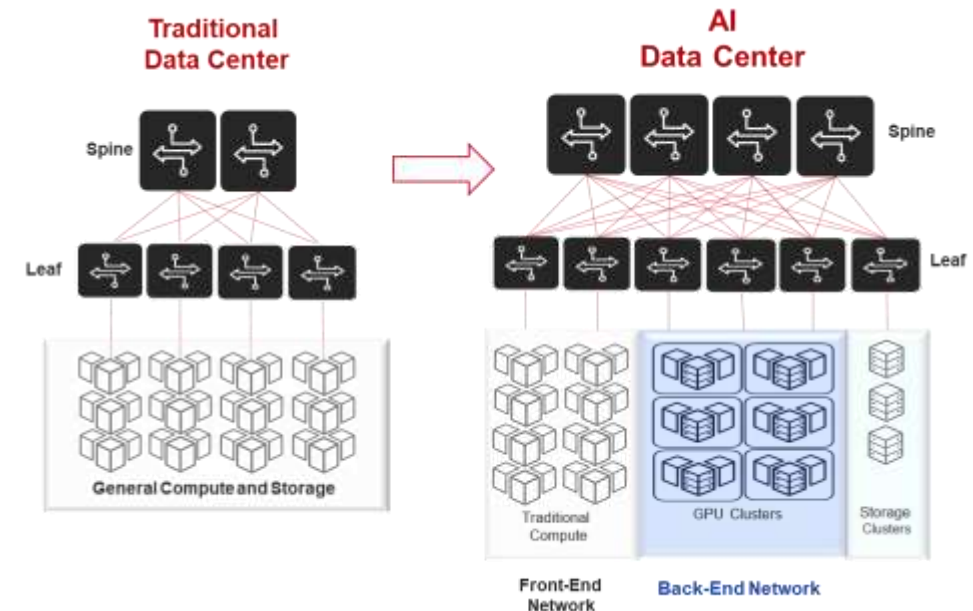 Traditional
Data Center
Spine
Leaf
General Compute and Storage
AI
Data Center
Spine
Leaf
Traditional
Compute
GPU Clusters
Storage
Clusters
Front-End
Network
Back-End Network